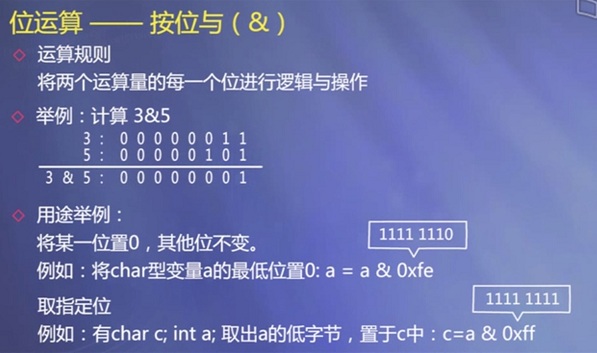 位运算 —— 按位与（&）
运算规则
将两个运算量的每一个位进行逻辑与操作
举例：计算 3&5
3： 0 0 0 0 0 0 1 1
5： 0 0 0 0 0 1 0 1
3 & 5： 0 0 0 0 0 0 0 1
用途举例：
将某一位置0，其他位不变。
1111 1110
例如：将char型变量a的最低位置0: a = a & 0xfe
取指定位
1111 1111
例如：有char c; int a; 取出a的低字节，置于c中：c=a & 0xff